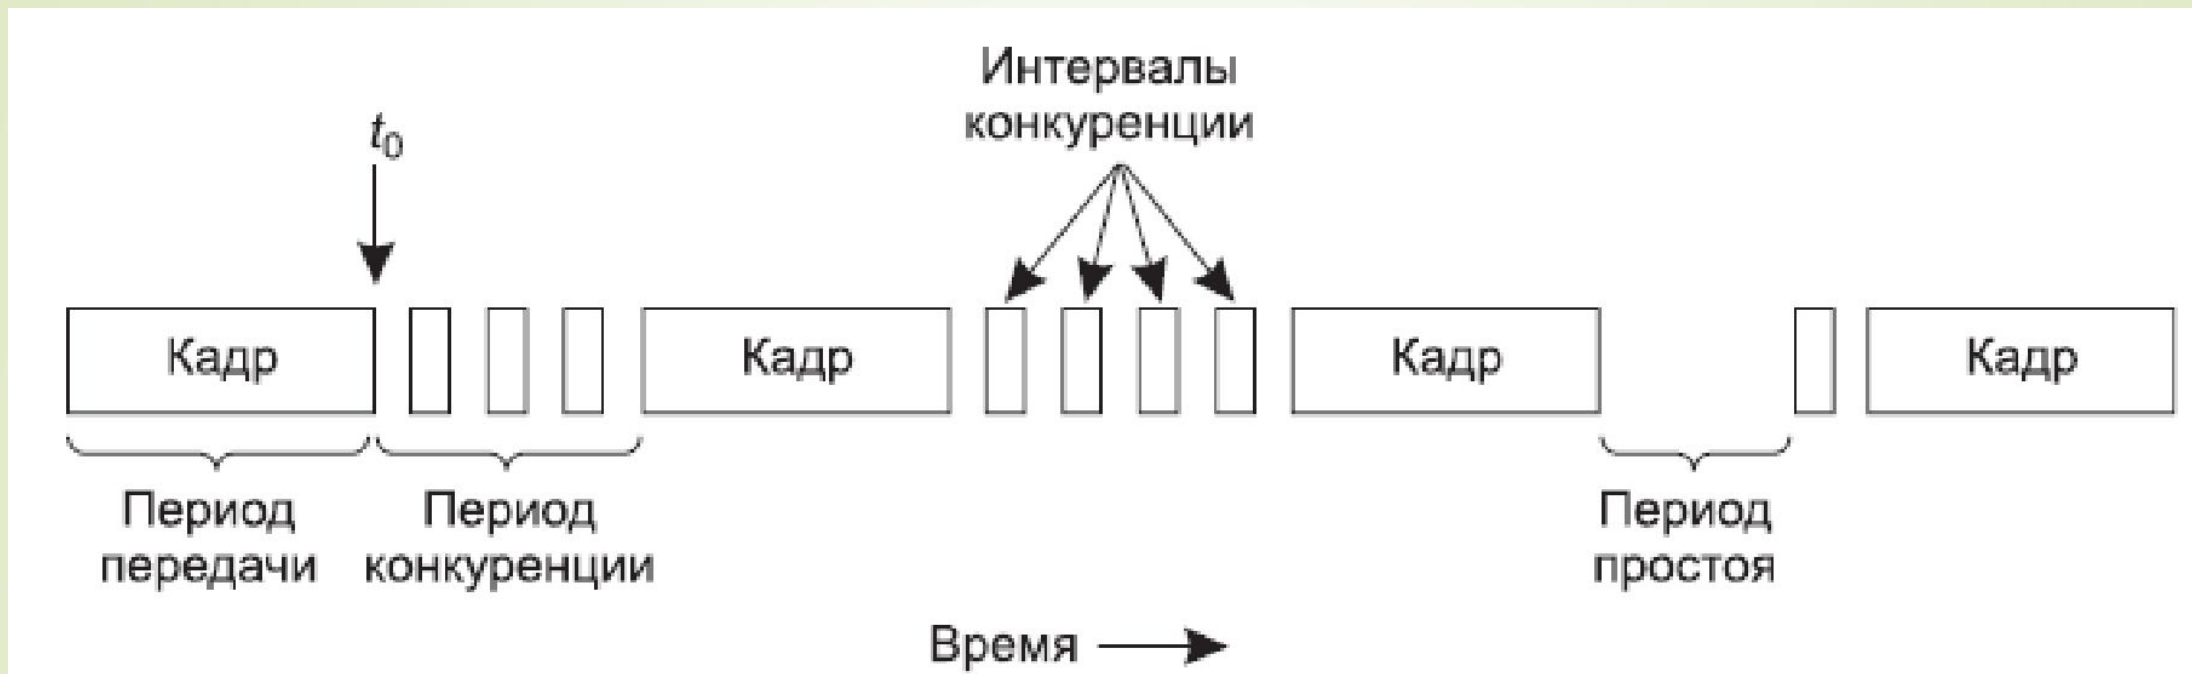 Интервалы
конкуренции
t0
Кадр
Кадр
Кадр
Кадр
Период
передачи
Период
конкуренции
Период
простоя
Время